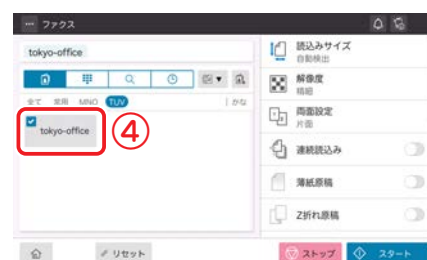 ファクス
tokyo-office
全て 常用 MNO TUV かな
tokyo-office
④
読込みサイズ
自動検出
解像度
精細
両面設定
片面
連続読込み
薄紙原稿
Z折れ原稿
リセット
ストップ
スタート